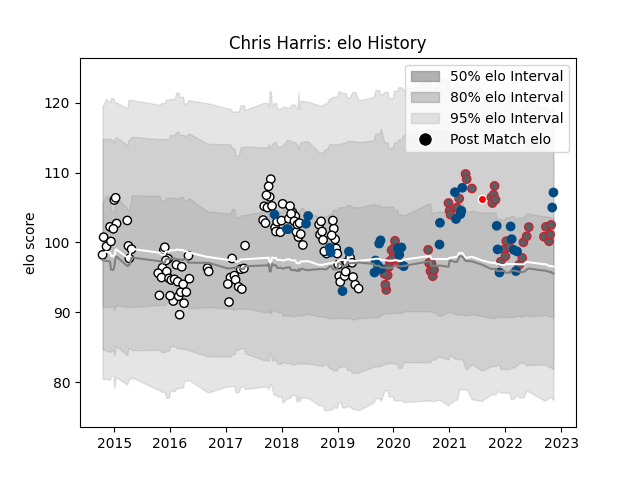 Chris Harris: elo History
50% elo Interval
80% elo Interval
95% elo Interval
Post Match elo
elo score
120
110
100
90
80
2015 2016 2017 2018 2019 2020 2021 2022 2023